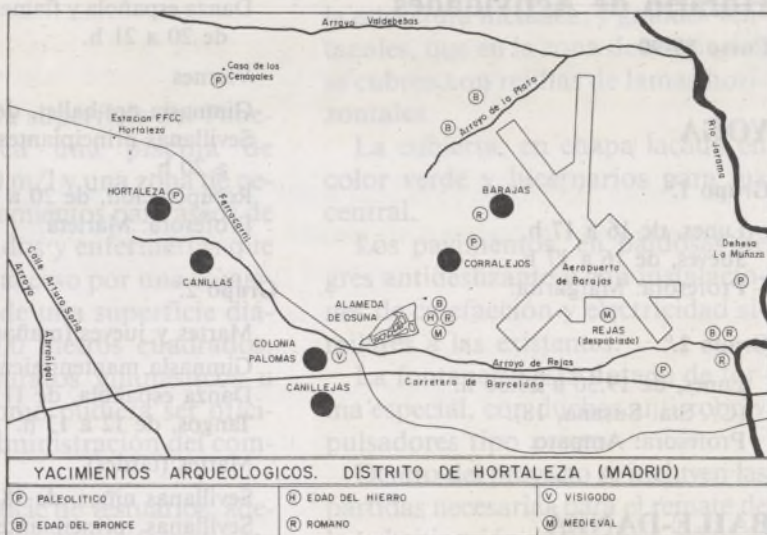 Arroyo Valdebebas
Casa de los
Cenagales
P
Estacion FFCC
Hortaleza
HORTALEZA
P
Ferrocarril
CANILLAS
Calle Arturo Soria
Arroyo
Abroñigal
B
B
Arroyo de la Plata
BARAJAS
R
P
CORRALEJOS
Aeropuerto
de Barajas
Rio Jarama
Dehesa
La Muñoza
P
ALAMEDA
DE OSUNA
P
B
H
R
M
M
REJAS
(despoblado)
B
R
R
COLONIA
PALOMAS
V
CANILLEJAS
Arroyo de Rejas
Carretera de Barcelona
YACIMIENTOS ARQUEOLOGICOS. DISTRITO DE HORTALEZA (MADRID)
P PALEOLITICO
H EDAD DEL HIERRO
V VISIGODO
B EDAD DEL BRONCE
R ROMANO
M MEDIEVAL